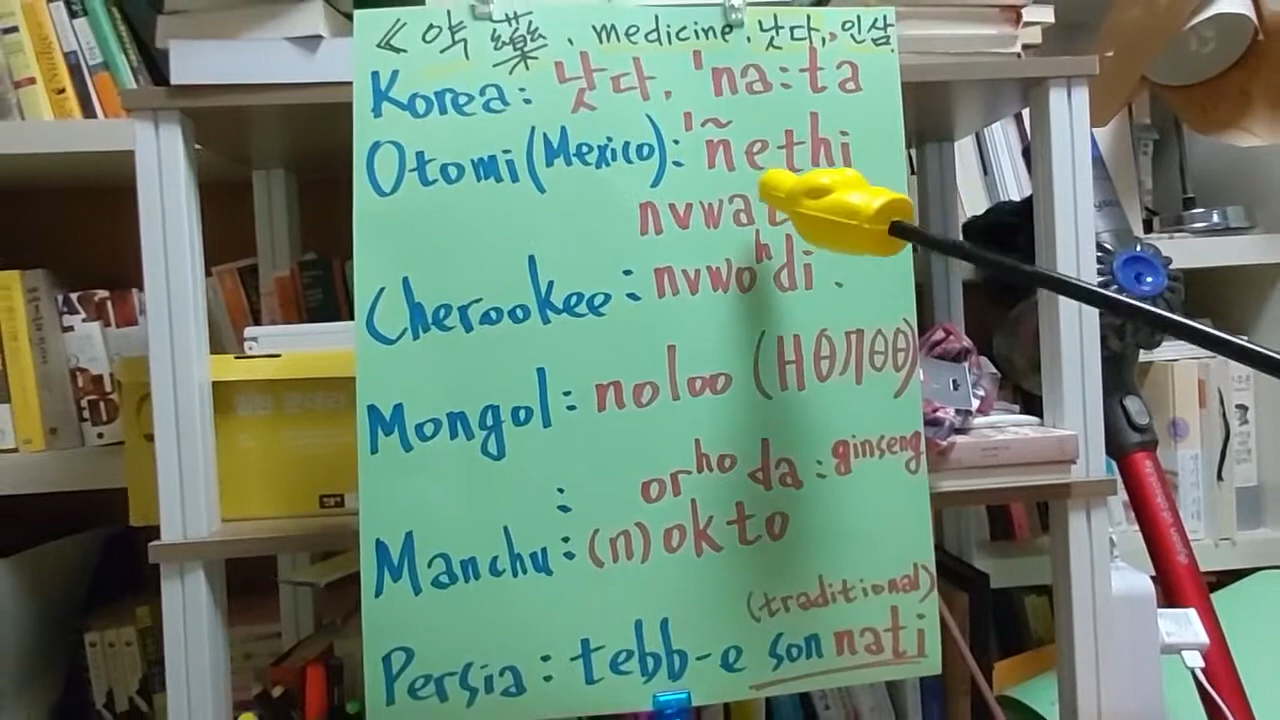 《약 藥, medicine, 낫다, 인삼
Korea: 낫다, 'na:ta
Otomi (Mexico): '~ñethi
Cherookee: nvwoʰdi.
Mongol: noloo (НӨЛӨӨ)
: orhoda: ginseng
Manchu: (n)okto
(traditional)
Persia: tebb-e sonnati